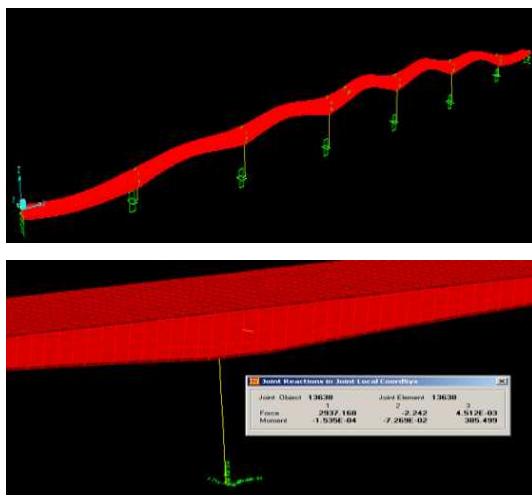 Joint Reactions in Joint Local CoordSys
Joint Object 13638 Joint Element 13638
1 2 3
Force 2937.168 -2.242 4.512E-03
Moment -1.535E-04 -7.269E-02 385.499